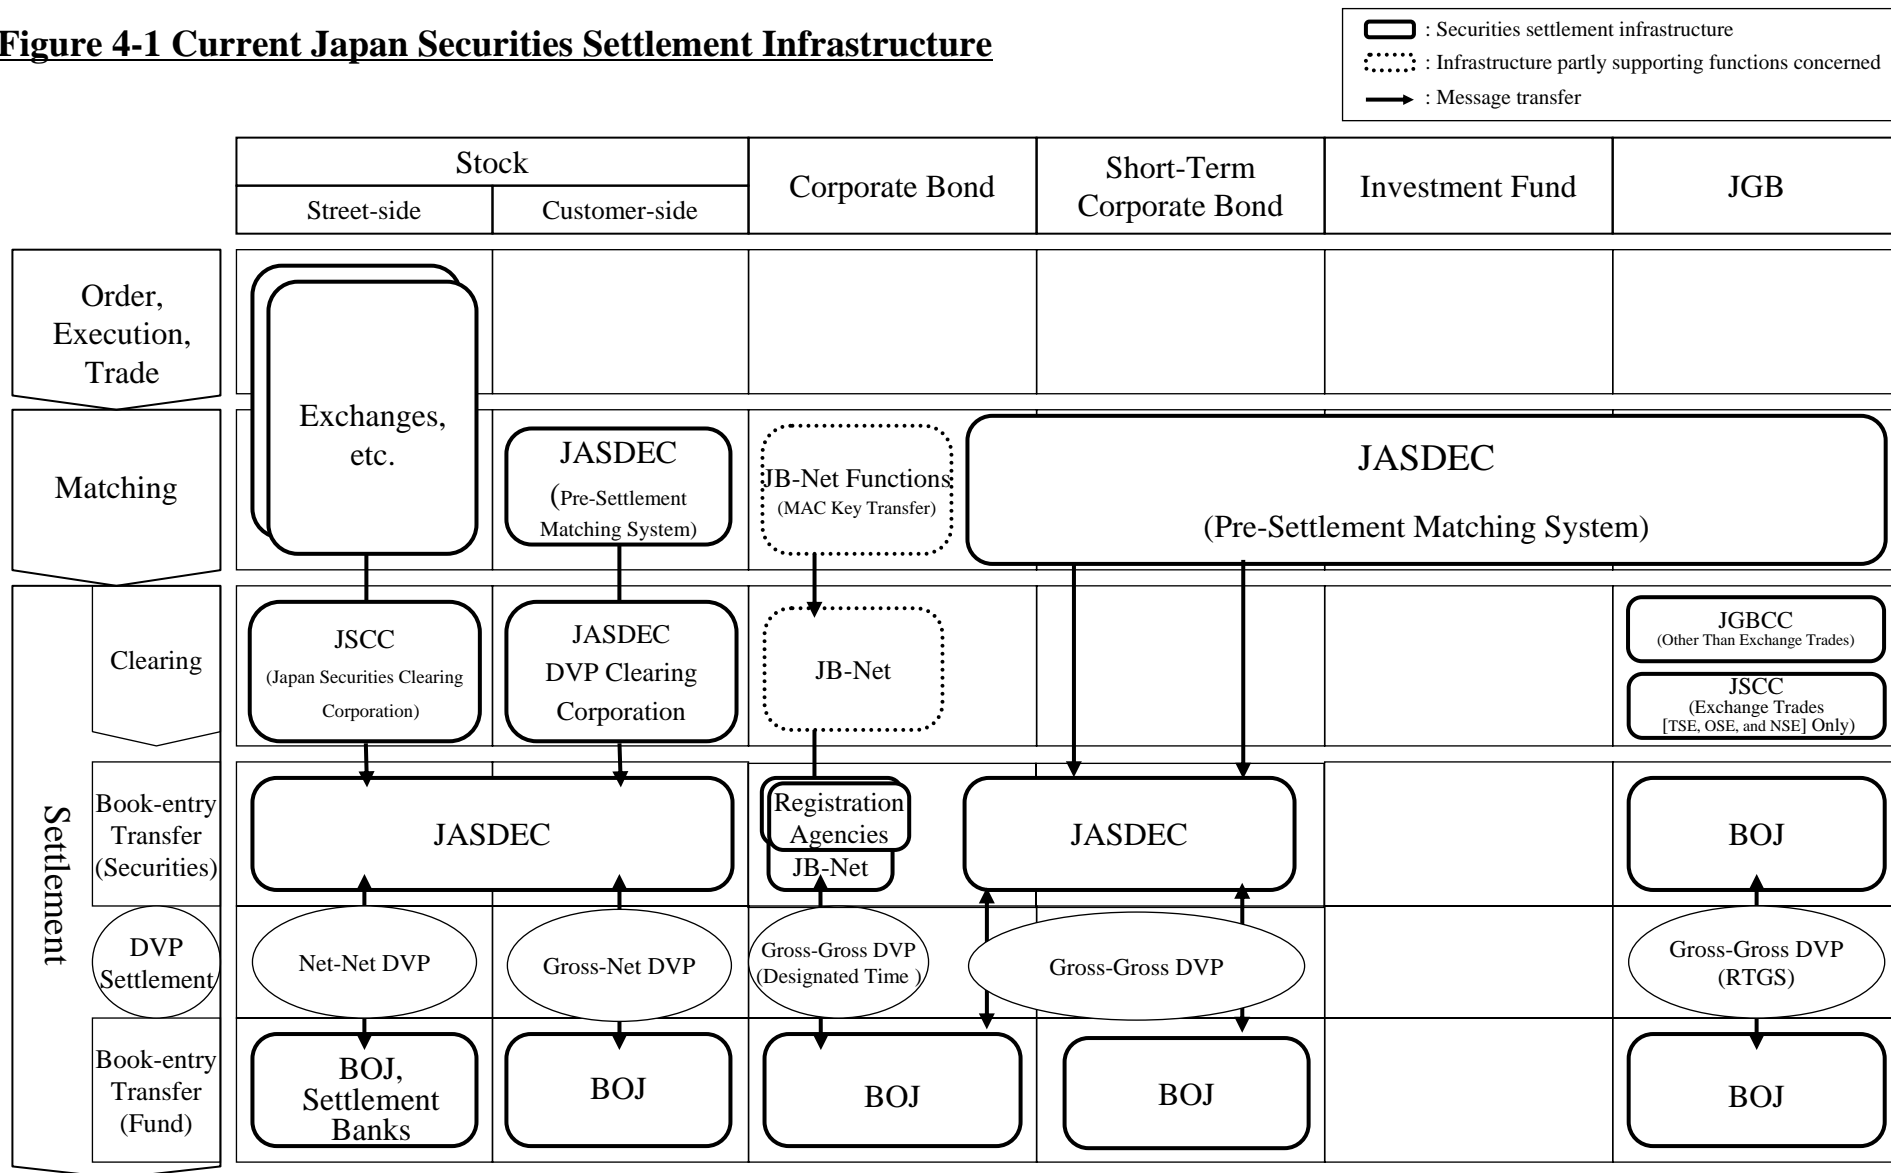 Figure 4-1 Current Japan Securities Settlement Infrastructure
: Securities settlement infrastructure
: Infrastructure partly supporting functions concerned
: Message transfer
Stock
Street-side
Customer-side
Corporate Bond
Short-Term
Corporate Bond
Investment Fund
JGB
Order,
Execution,
Trade
Exchanges,
etc.
Matching
JASDEC
(Pre-Settlement
Matching System)
JB-Net Functions
(MAC Key Transfer)
JASDEC
(Pre-Settlement Matching System)
Settlement
Clearing
JSCC
(Japan Securities Clearing
Corporation)
JASDEC
DVP Clearing
Corporation
JB-Net
JGBCC
(Other Than Exchange Trades)
JSCC
(Exchange Trades
[TSE, OSE, and NSE] Only)
Book-entry
Transfer
(Securities)
JASDEC
Registration
Agencies
JB-Net
JASDEC
BOJ
DVP
Settlement
Net-Net DVP
Gross-Net DVP
Gross-Gross DVP
(Designated Time )
Gross-Gross DVP
Gross-Gross DVP
(RTGS)
Book-entry
Transfer
(Fund)
BOJ,
Settlement
Banks
BOJ
BOJ
BOJ
BOJ